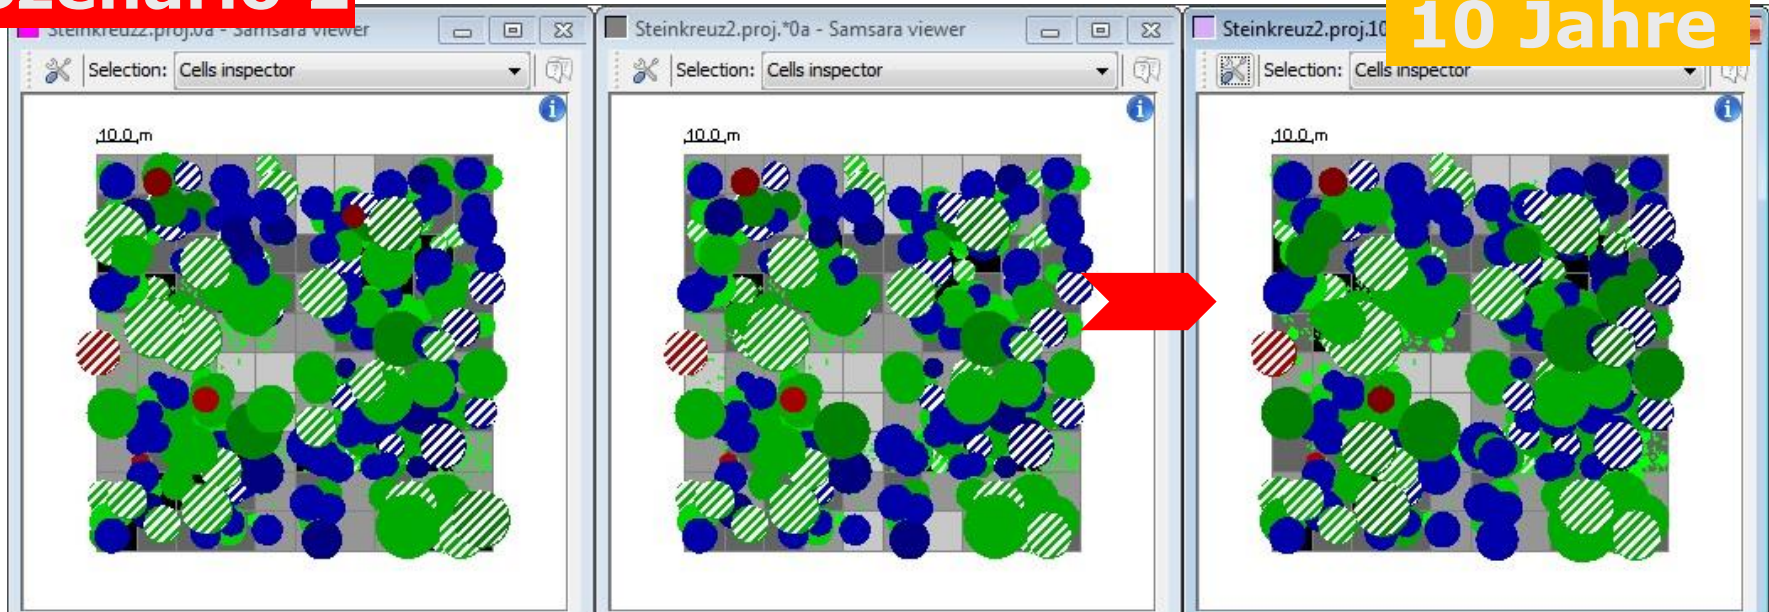 Szenario 2
10 Jahre
Steinkreuz2.proj.0a - Samsara viewer
Selection: Cells inspector
10.0 m
Steinkreuz2.proj.*0a - Samsara viewer
Selection: Cells inspector
10.0 m
Steinkreuz2.proj.10
Selection: Cells inspector
10.0 m